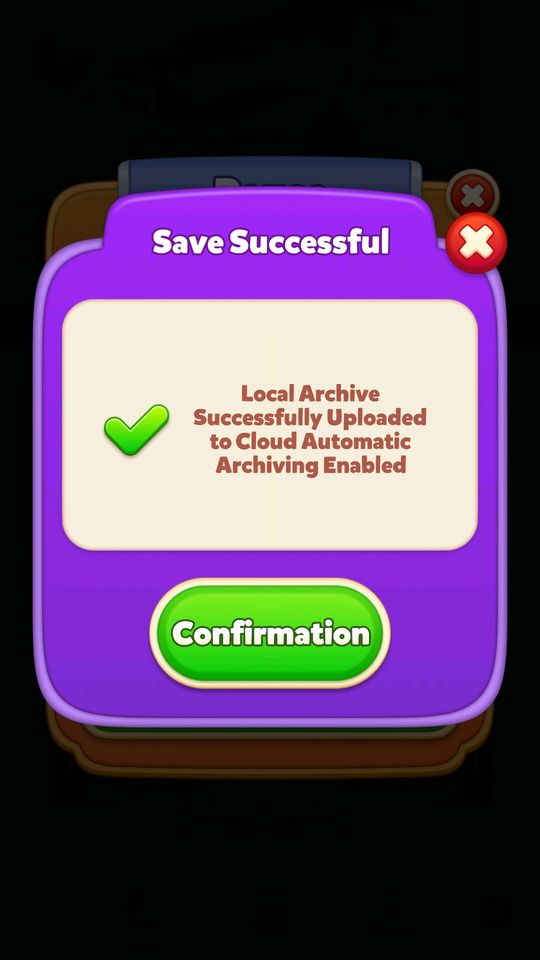 Save Successful
Local Archive
Successfully Uploaded
to Cloud Automatic
Archiving Enabled
Confirmation